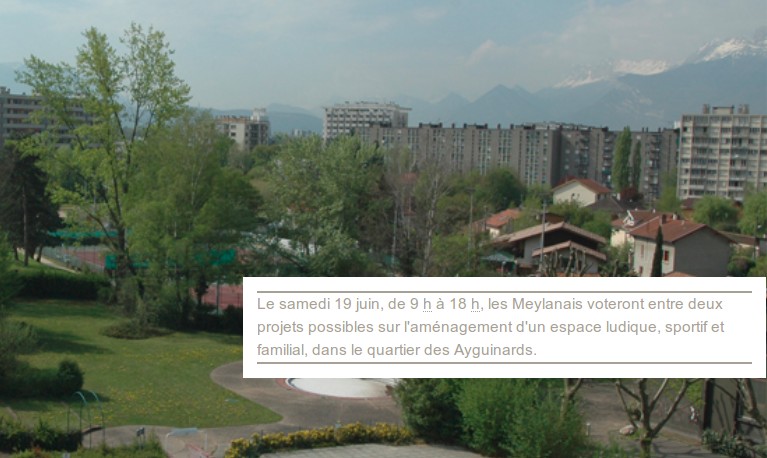 Le samedi 19 juin, de 9 h à 18 h, les Meylanais voteront entre deux
projets possibles sur l'aménagement d'un espace ludique, sportif et
familial, dans le quartier des Ayguinards.